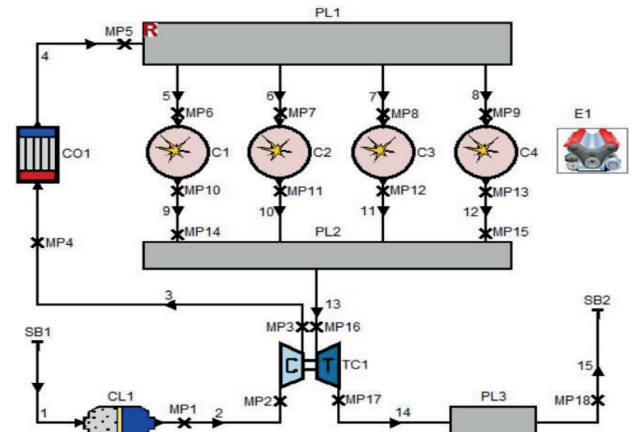 PL1
R
4
MP5
5
6
7
8
MP6
MP7
MP8
MP9
E1
CO1
C1
C2
C3
C4
MP10
MP11
MP12
MP13
9
10
11
12
MP14
MP15
MP4
PL2
3
13
MP3
MP16
SB1
SB2
C
T
TC1
15
CL1
MP1
MP2
MP17
PL3
MP18
1
2
14